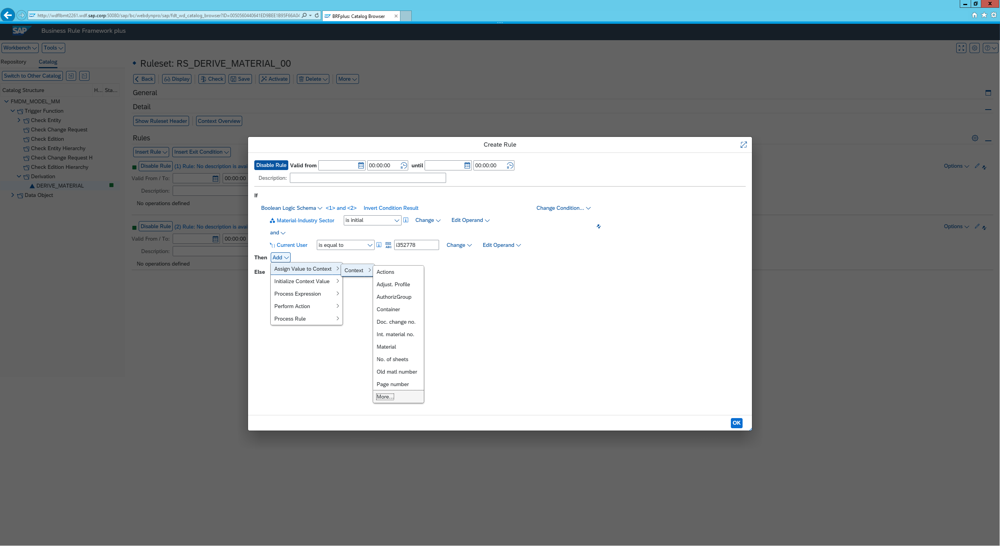 http://wdflbmt2261.wdf.sap.corp:50080/sap/bc/webdynpro/sap/fdt_wd_catalog_browser?ID=0050560440641ED9BEE1B95F66A04
BRFplus: Catalog Browser
SAP Business Rule Framework plus
Workbench Tools
Repository Catalog
Switch to Other Catalog
Catalog Structure H... Sta...
FMDM_MODEL_MM
Trigger Function
Check Entity
Check Change Request
Check Edition
Check Entity Hierarchy
Check Change Request H
Check Edition Hierarchy
Derivation
DERIVE_MATERIAL
Data Object
Ruleset: RS_DERIVE_MATERIAL_00
Back Display Check Save Activate Delete More
General
Detail
Show Ruleset Header Context Overview
Rules
Insert Rule Insert Exit Condition
Disable Rule (1) Rule: No description is avai Options
Valid From / To: 00:00:00
Description:
No operations defined
Disable Rule (2) Rule: No description is avai Options
Valid From / To: 00:00:00
Description:
No operations defined
Create Rule
Disable Rule Valid from 00:00:00 until 00:00:00
Description:
If
Boolean Logic Schema <1> and <2> Invert Condition Result Change Condition...
Material-Industry Sector is initial Change Edit Operand
and
Current User is equal to ABC i352778 Change Edit Operand
Then Add
Else
Assign Value to Context
Initialize Context Value
Process Expression
Perform Action
Process Rule
Context
Actions
Adjust. Profile
AuthorizGroup
Container
Doc. change no.
Int. material no.
Material
No. of sheets
Old matl number
Page number
More...
OK